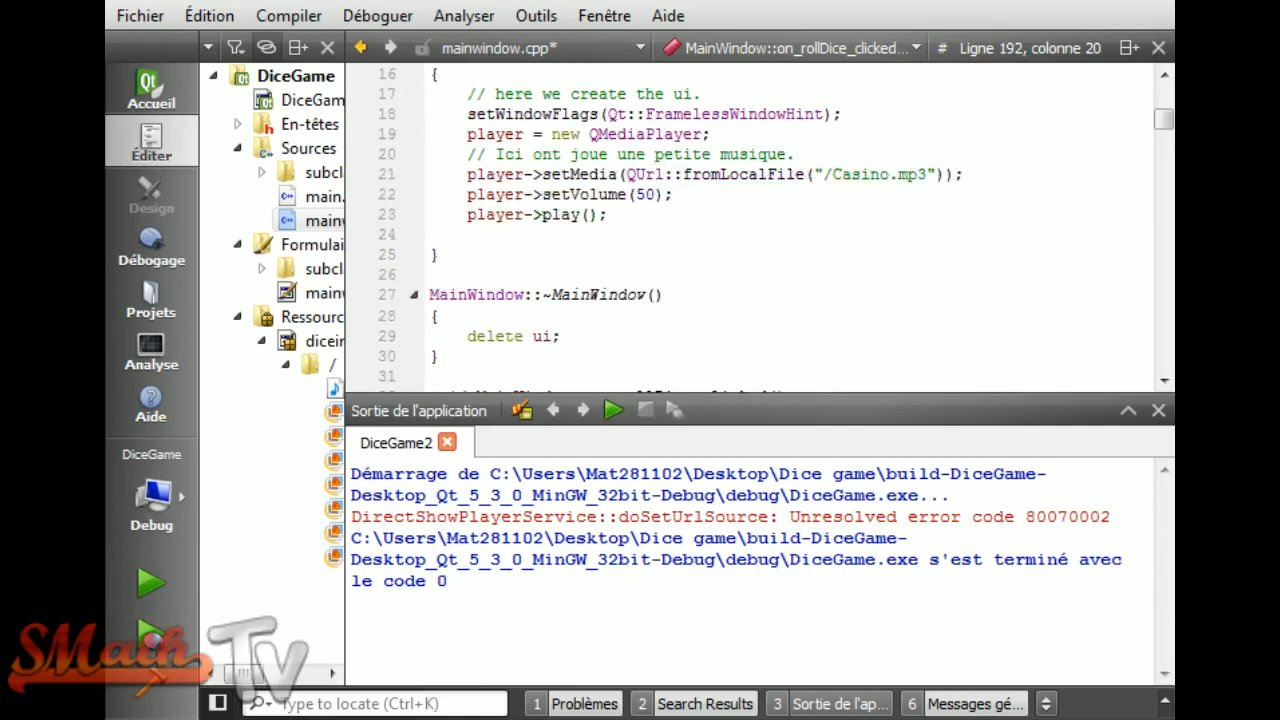 Fichier Édition Compiler Déboguer Analyser Outils Fenêtre Aide
mainwindow.cpp* MainWindow::on_rollDice_clicked... # Ligne 192, colonne 20
Qt
Accueil
Éditer
Design
Débogage
Projets
Analyse
Aide
DiceGame
Debug
DiceGame
DiceGam
En-têtes
Sources
subcl
main.
main
Formulai
subcl
main
Ressourc
dicein
/
16 {
17 // here we create the ui.
18 setWindowFlags(Qt::FramelessWindowHint);
19 player = new QMediaPlayer;
20 // Ici ont joue une petite musique.
21 player->setMedia(QUrl::fromLocalFile("/Casino.mp3"));
22 player->setVolume(50);
23 player->play();
24
25 }
26
27 MainWindow::~MainWindow()
28 {
29 delete ui;
30 }
31
Sortie de l'application
DiceGame2
Démarrage de C:\Users\Mat281102\Desktop\Dice game\build-DiceGame-
Desktop_Qt_5_3_0_MinGW_32bit-Debug\debug\DiceGame.exe...
DirectShowPlayerService::doSetUrlSource: Unresolved error code 80070002
C:\Users\Mat281102\Desktop\Dice game\build-DiceGame-
Desktop_Qt_5_3_0_MinGW_32bit-Debug\debug\DiceGame.exe s'est terminé avec
le code 0
SMath Tv
Type to locate (Ctrl+K) 1 Problèmes 2 Search Results 3 Sortie de l'ap... 6 Messages gé...